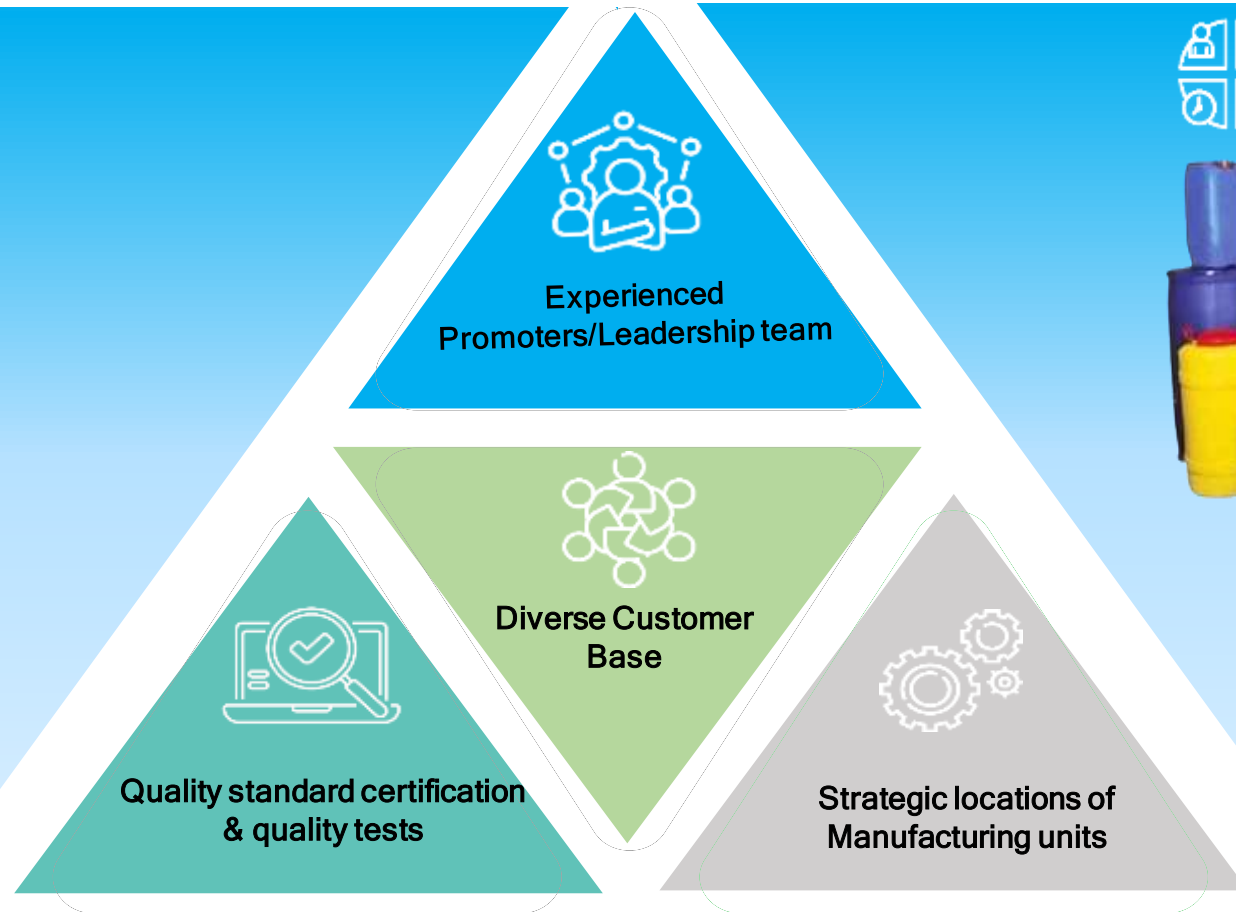 Experienced
Promoters/Leadership team
Diverse Customer
Base
Quality standard certification
& quality tests
Strategic locations of
Manufacturing units